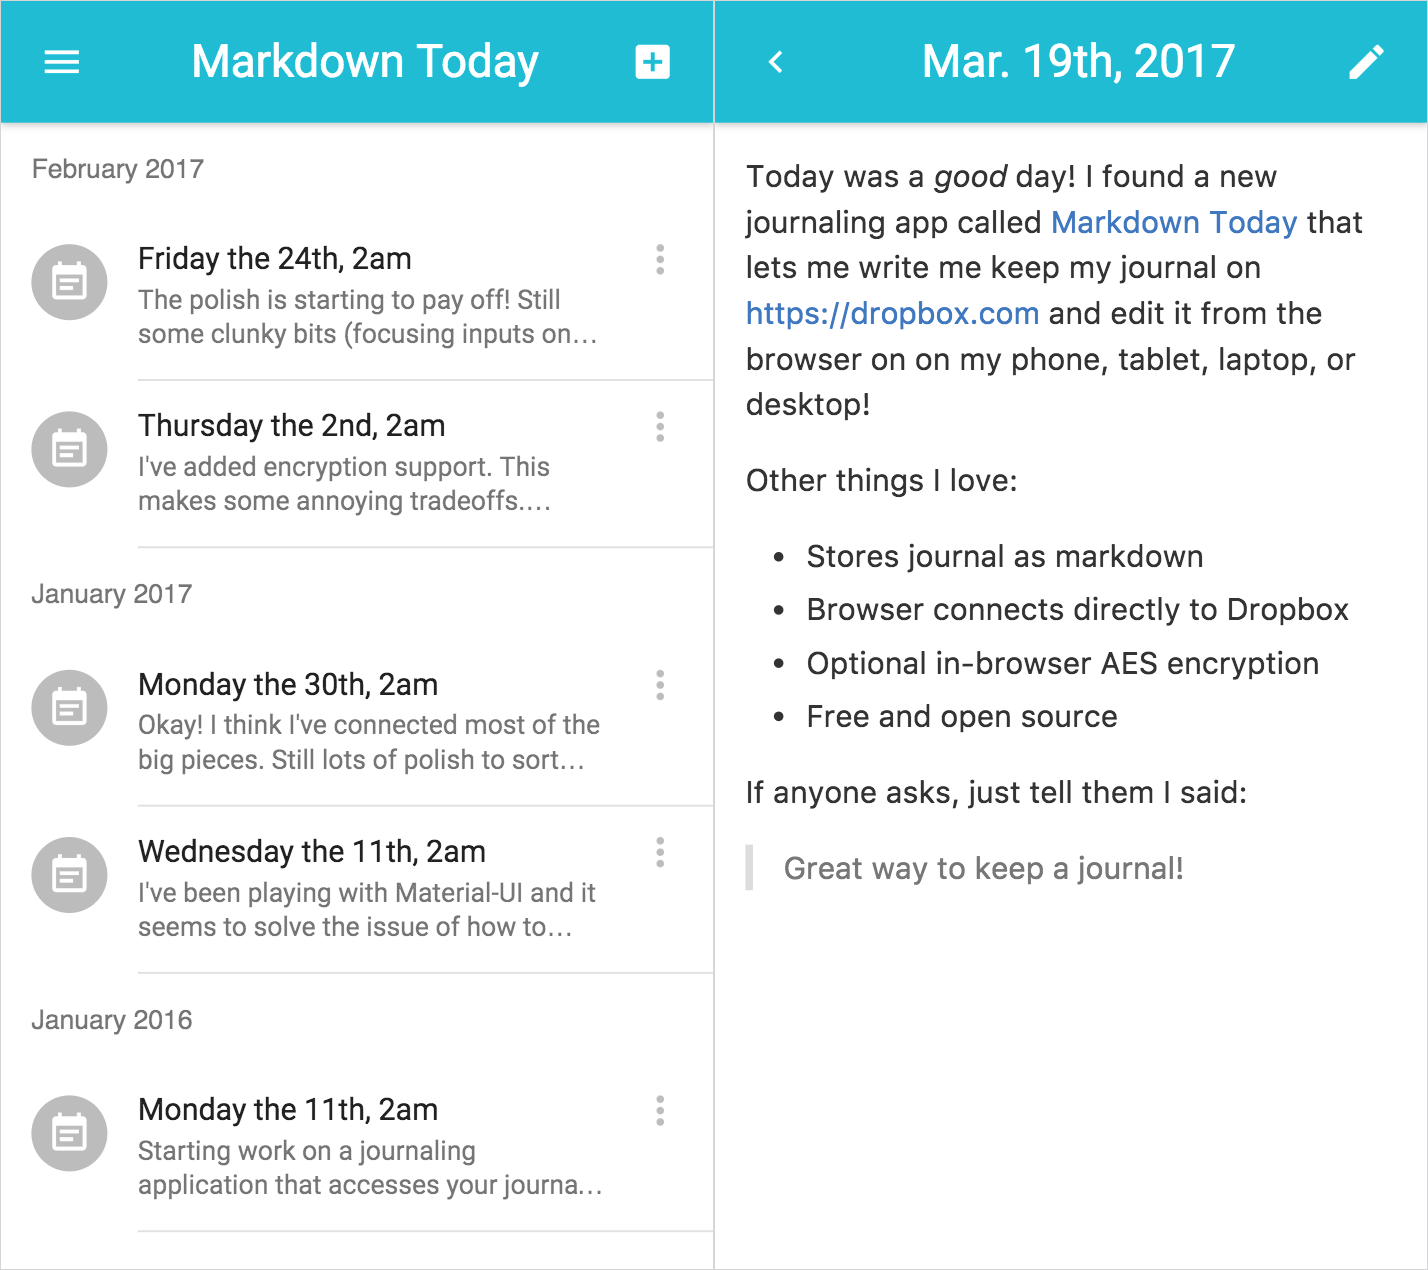 Markdown Today
February 2017
Friday the 24th, 2am
The polish is starting to pay off! Still
some clunky bits (focusing inputs on...
Thursday the 2nd, 2am
I've added encryption support. This
makes some annoying tradeoffs....
January 2017
Monday the 30th, 2am
Okay! I think I've connected most of the
big pieces. Still lots of polish to sort...
Wednesday the 11th, 2am
I've been playing with Material-UI and it
seems to solve the issue of how to...
January 2016
Monday the 11th, 2am
Starting work on a journaling
application that accesses your journa...
Mar. 19th, 2017
Today was a good day! I found a new
journaling app called Markdown Today that
lets me write me keep my journal on
https://dropbox.com and edit it from the
browser on on my phone, tablet, laptop, or
desktop!
Other things I love:
• Stores journal as markdown
• Browser connects directly to Dropbox
• Optional in-browser AES encryption
• Free and open source
If anyone asks, just tell them I said:
Great way to keep a journal!